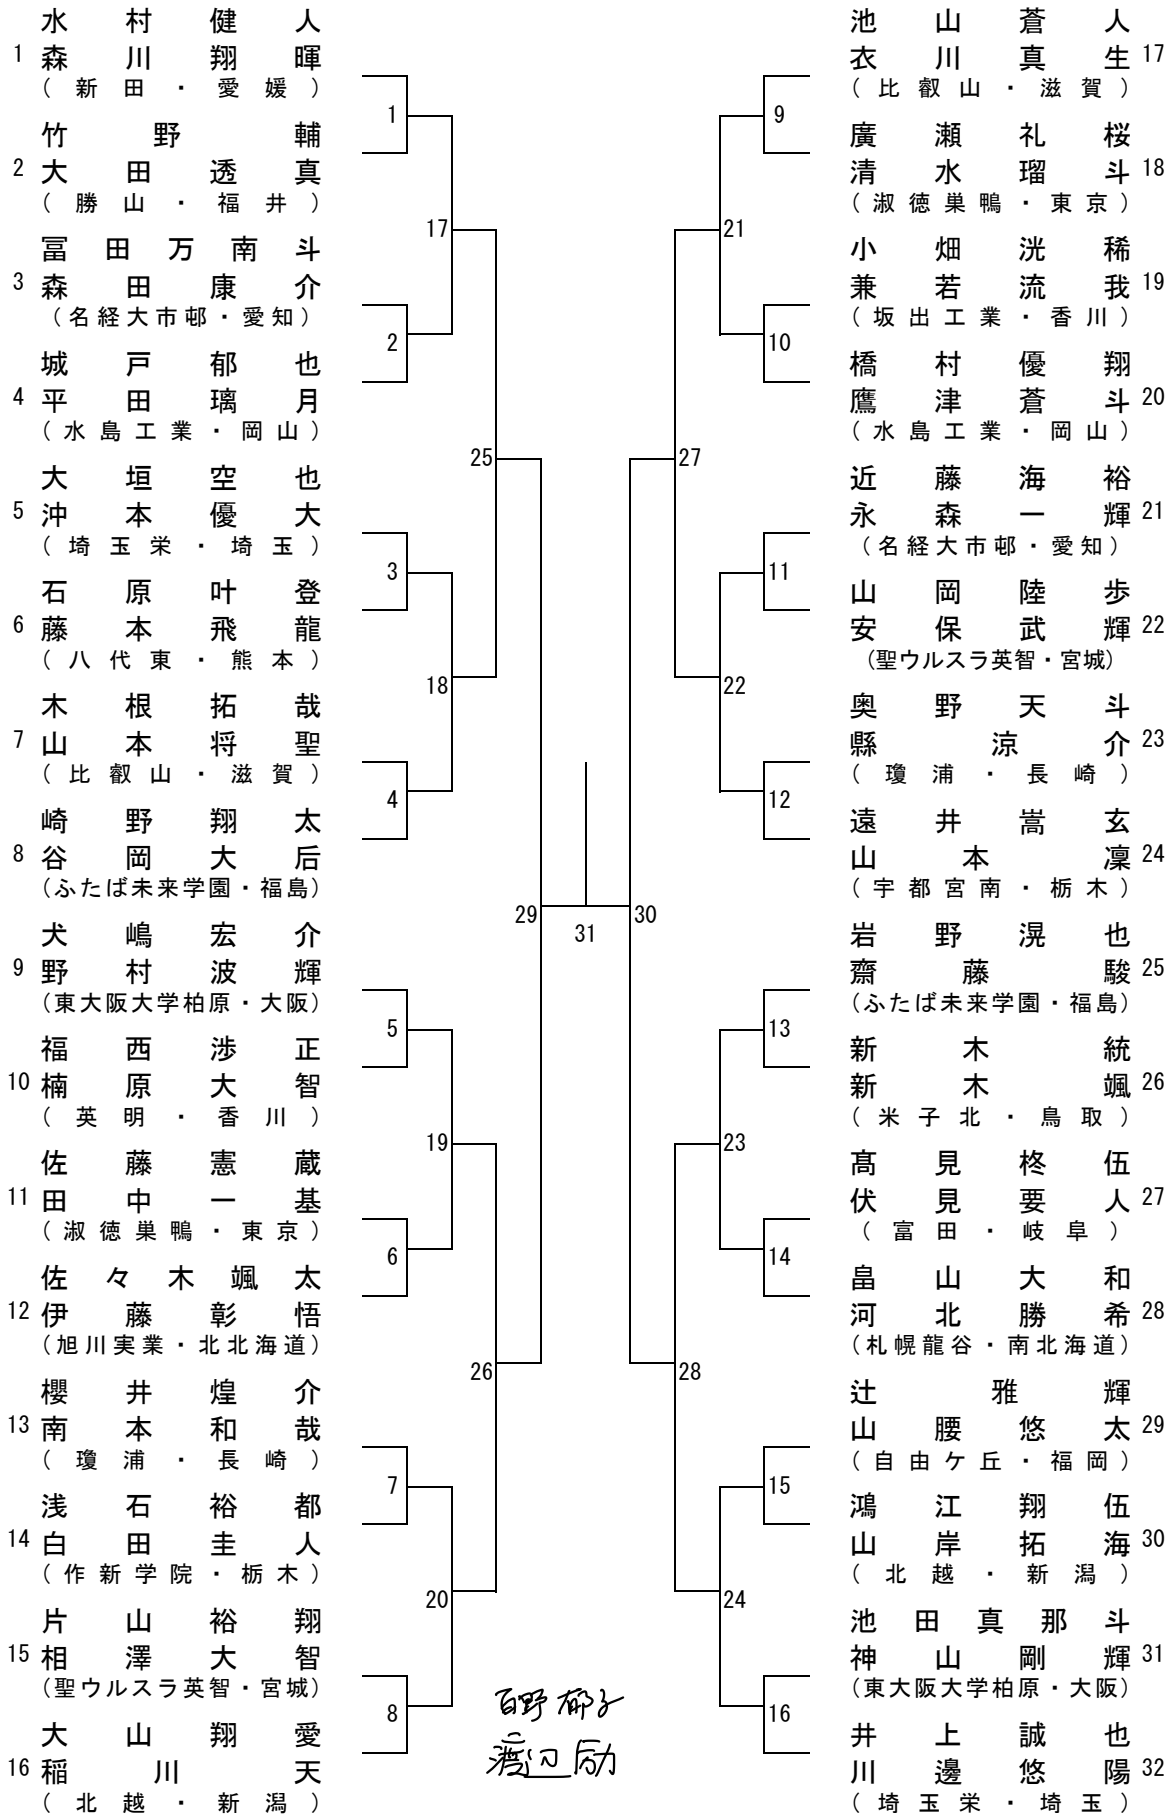 水村健人
1 森川翔暉
(新田・愛媛)
竹野輔
2 大田透真
(勝山・福井)
冨田万南斗
3 森田康介
(名経大市邨・愛知)
城戸郁也
4 平田璃月
(水島工業・岡山)
大垣空也
5 沖本優大
(埼玉栄・埼玉)
石原叶登
6 藤本飛龍
(八代東・熊本)
木根拓哉
7 山本将聖
(比叡山・滋賀)
崎野翔太
8 谷岡大后
(ふたば未来学園・福島)
犬嶋宏介
9 野村波輝
(東大阪大学柏原・大阪)
福西渉正
10 楠原大智
(英明・香川)
佐藤憲蔵
11 田中一基
(淑徳巣鴨・東京)
佐々木颯太
12 伊藤彰悟
(旭川実業・北北海道)
櫻井煌介
13 南本和哉
(瓊浦・長崎)
浅石裕都
14 白田圭人
(作新学院・栃木)
片山裕翔
15 相澤大智
(聖ウルスラ英智・宮城)
大山翔愛
16 稲川天
(北越・新潟)
1
2
3
4
5
6
7
8
17
18
19
20
25
26
29
31
30
27
28
21
22
23
24
9
10
11
12
13
14
15
16
池山蒼人
衣川真生 17
(比叡山・滋賀)
廣瀬礼桜
清水瑠斗 18
(淑徳巣鴨・東京)
小畑洸稀
兼若流我 19
(坂出工業・香川)
橋村優翔
鷹津蒼斗 20
(水島工業・岡山)
近藤海裕
永森一輝 21
(名経大市邨・愛知)
山岡陸歩
安保武輝 22
(聖ウルスラ英智・宮城)
奥野天斗
縣涼介 23
(瓊浦・長崎)
遠井嵩玄
山本凜 24
(宇都宮南・栃木)
岩野滉也
齋藤駿 25
(ふたば未来学園・福島)
新木統
新木颯 26
(米子北・鳥取)
髙見柊伍
伏見要人 27
(富田・岐阜)
畠山大和
河北勝希 28
(札幌龍谷・南北海道)
辻雅輝
山腰悠太 29
(自由ケ丘・福岡)
鴻江翔伍
山岸拓海 30
(北越・新潟)
池田真那斗
神山剛輝 31
(東大阪大学柏原・大阪)
井上誠也
川邊悠陽 32
(埼玉栄・埼玉)
百野郁子
渡辺励